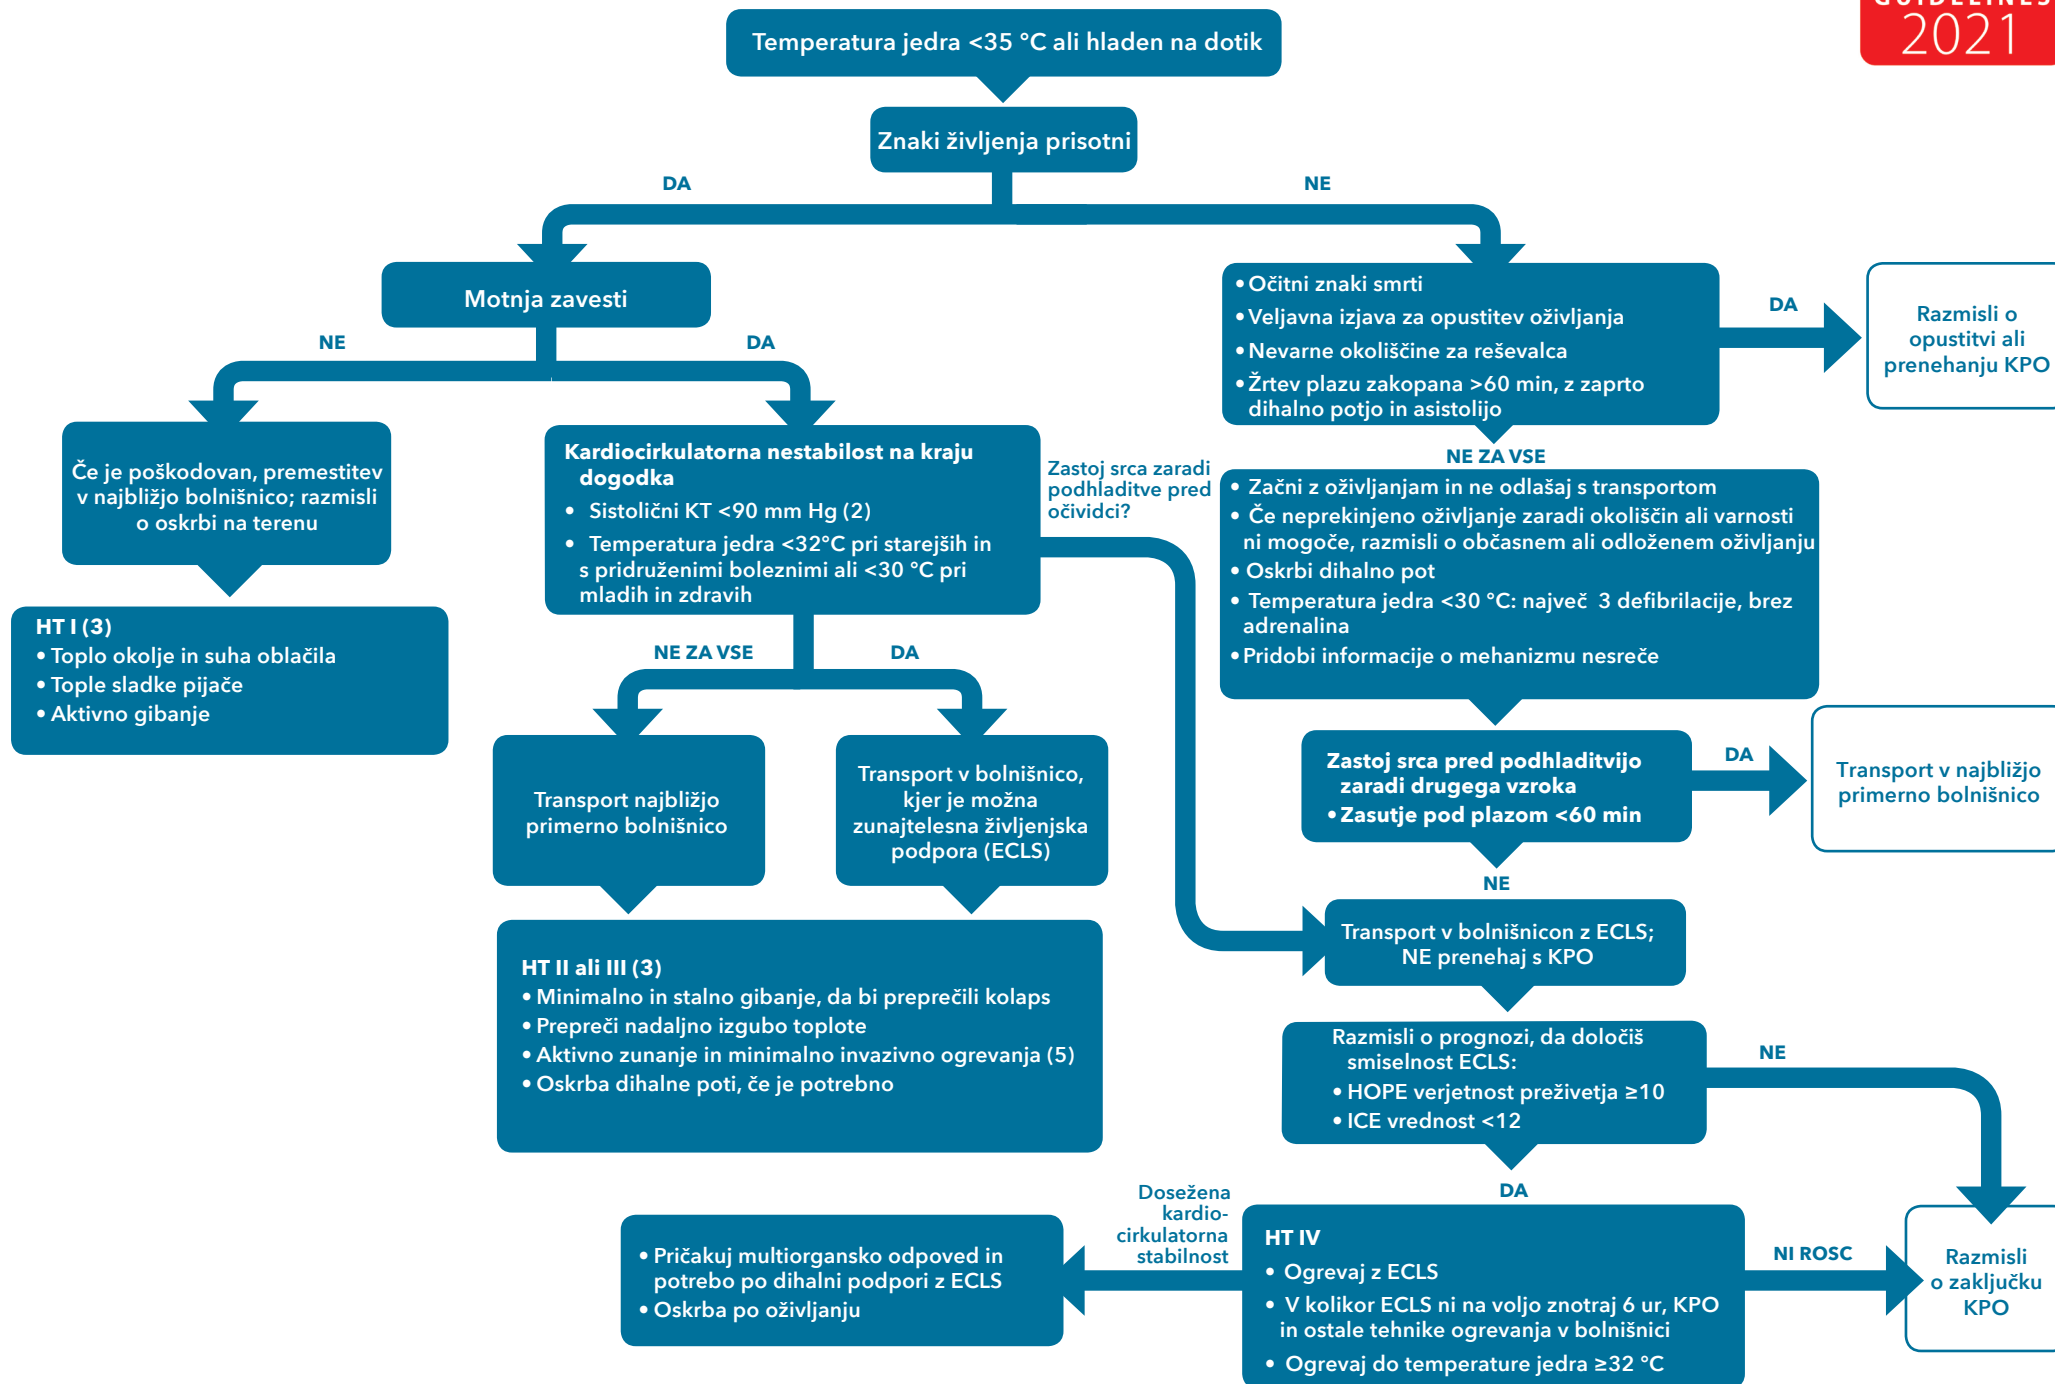 GUIDELINES
2021
Temperatura jedra <35 °C ali hladen na dotik
Znaki življenja prisotni
DA
NE
Motnja zavesti
NE
DA
• Očitni znaki smrti
• Veljavna izjava za opustitev oživljanja
• Nevarne okoliščine za reševalca
• Žrtev plazu zakopana >60 min, z zaprto
dihalno potjo in asistolijo
DA
Razmisli o
opustitvi ali
prenehanju KPO
Če je poškodovan, premestitev
v najbližjo bolnišnico; razmisli
o oskrbi na terenu
Kardiocirkulatorna nestabilost na kraju
dogodka
• Sistolični KT <90 mm Hg (2)
• Temperatura jedra <32°C pri starejših in
s pridruženimi boleznimi ali <30 °C pri
mladih in zdravih
Zastoj srca zaradi
podhladitve pred
očividci?
NE ZA VSE
• Začni z oživljanjam in ne odlašaj s transportom
• Če neprekinjeno oživljanje zaradi okoliščin ali varnosti
ni mogoče, razmisli o občasnem ali odloženem oživljanju
• Oskrbi dihalno pot
• Temperatura jedra <30 °C: največ 3 defibrilacije, brez
adrenalina
• Pridobi informacije o mehanizmu nesreče
HT I (3)
• Toplo okolje in suha oblačila
• Tople sladke pijače
• Aktivno gibanje
NE ZA VSE
DA
Transport najbližjo
primerno bolnišnico
Transport v bolnišnico,
kjer je možna
zunajtelesna življenjska
podpora (ECLS)
Zastoj srca pred podhladitvijo
zaradi drugega vzroka
• Zasutje pod plazom <60 min
DA
Transport v najbližjo
primerno bolnišnico
NE
Transport v bolnišnicon z ECLS;
NE prenehaj s KPO
HT II ali III (3)
• Minimalno in stalno gibanje, da bi preprečili kolaps
• Prepreči nadaljno izgubo toplote
• Aktivno zunanje in minimalno invazivno ogrevanja (5)
• Oskrba dihalne poti, če je potrebno
Razmisli o prognozi, da določiš
smiselnost ECLS:
• HOPE verjetnost preživetja ≥10
• ICE vrednost <12
NE
DA
Dosežena
kardio-
cirkulatorna
stabilnost
• Pričakuj multiorgansko odpoved in
potrebo po dihalni podpori z ECLS
• Oskrba po oživljanju
HT IV
• Ogrevaj z ECLS
• V kolikor ECLS ni na voljo znotraj 6 ur, KPO
in ostale tehnike ogrevanja v bolnišnici
• Ogrevaj do temperature jedra ≥32 °C
NI ROSC
Razmisli
o zaključku
KPO